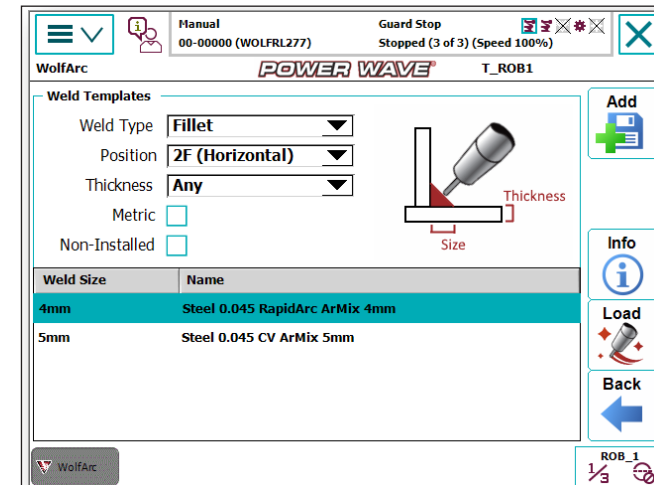 Manual
Guard Stop
00-00000 (WOLFRL277)
Stopped (3 of 3) (Speed 100%)
WolfArc
POWER WAVE®
T_ROB1
Weld Templates
Add
Weld Type
Fillet
Position
2F (Horizontal)
Thickness
Any
Metric
Non-Installed
Thickness
Size
Info
Weld Size
Name
4mm
Steel 0.045 RapidArc ArMix 4mm
5mm
Steel 0.045 CV ArMix 5mm
Load
Back
WolfArc
ROB_1
1/3